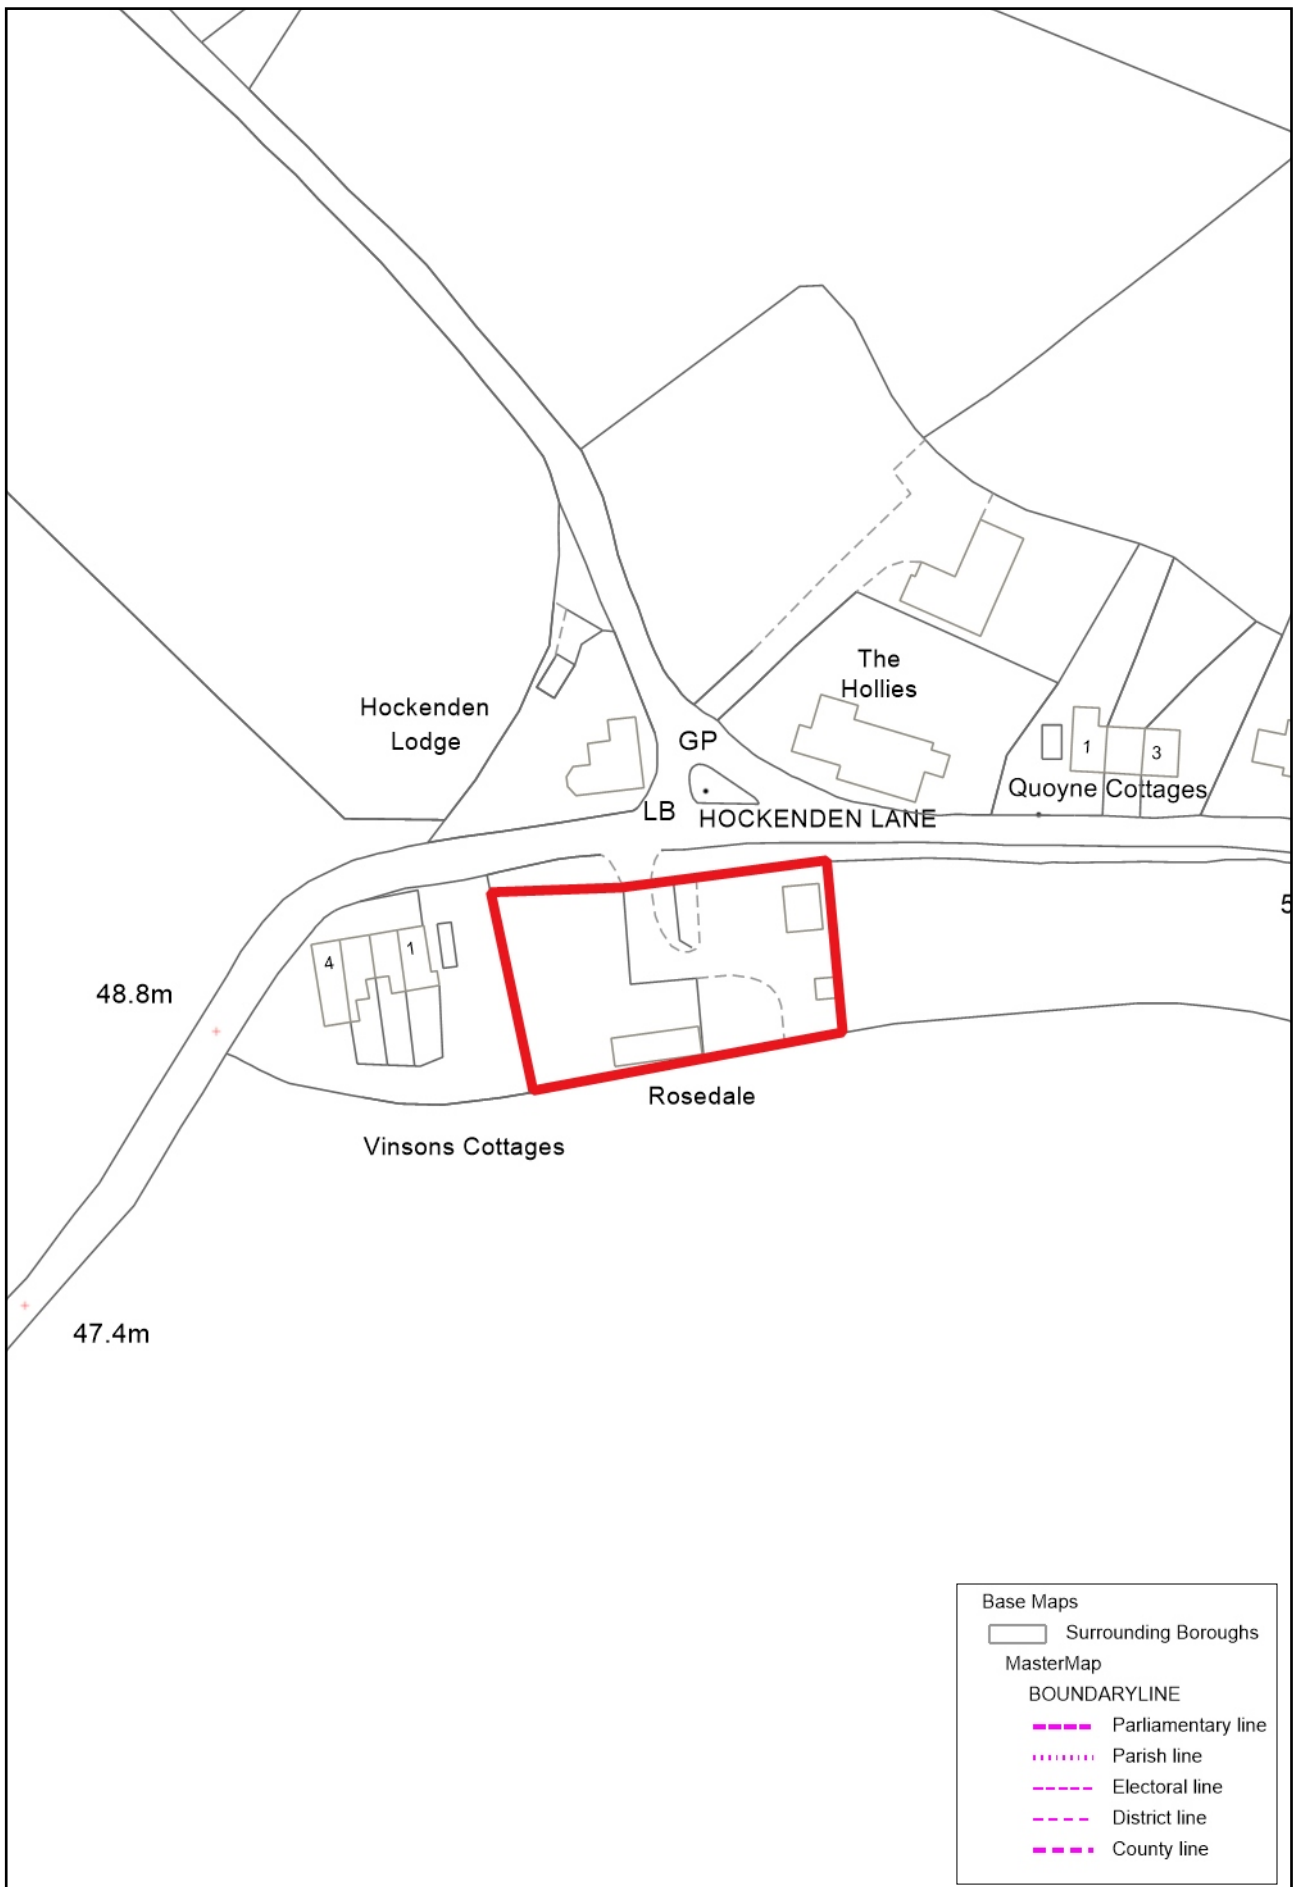 The
Hollies
Hockenden
Lodge
GP
1
3
Quoyne Cottages
LB
HOCKENDEN LANE
5
4
1
48.8m
Rosedale
Vinsons Cottages
47.4m
Base Maps
Surrounding Boroughs
MasterMap
BOUNDARYLINE
Parliamentary line
Parish line
Electoral line
District line
County line